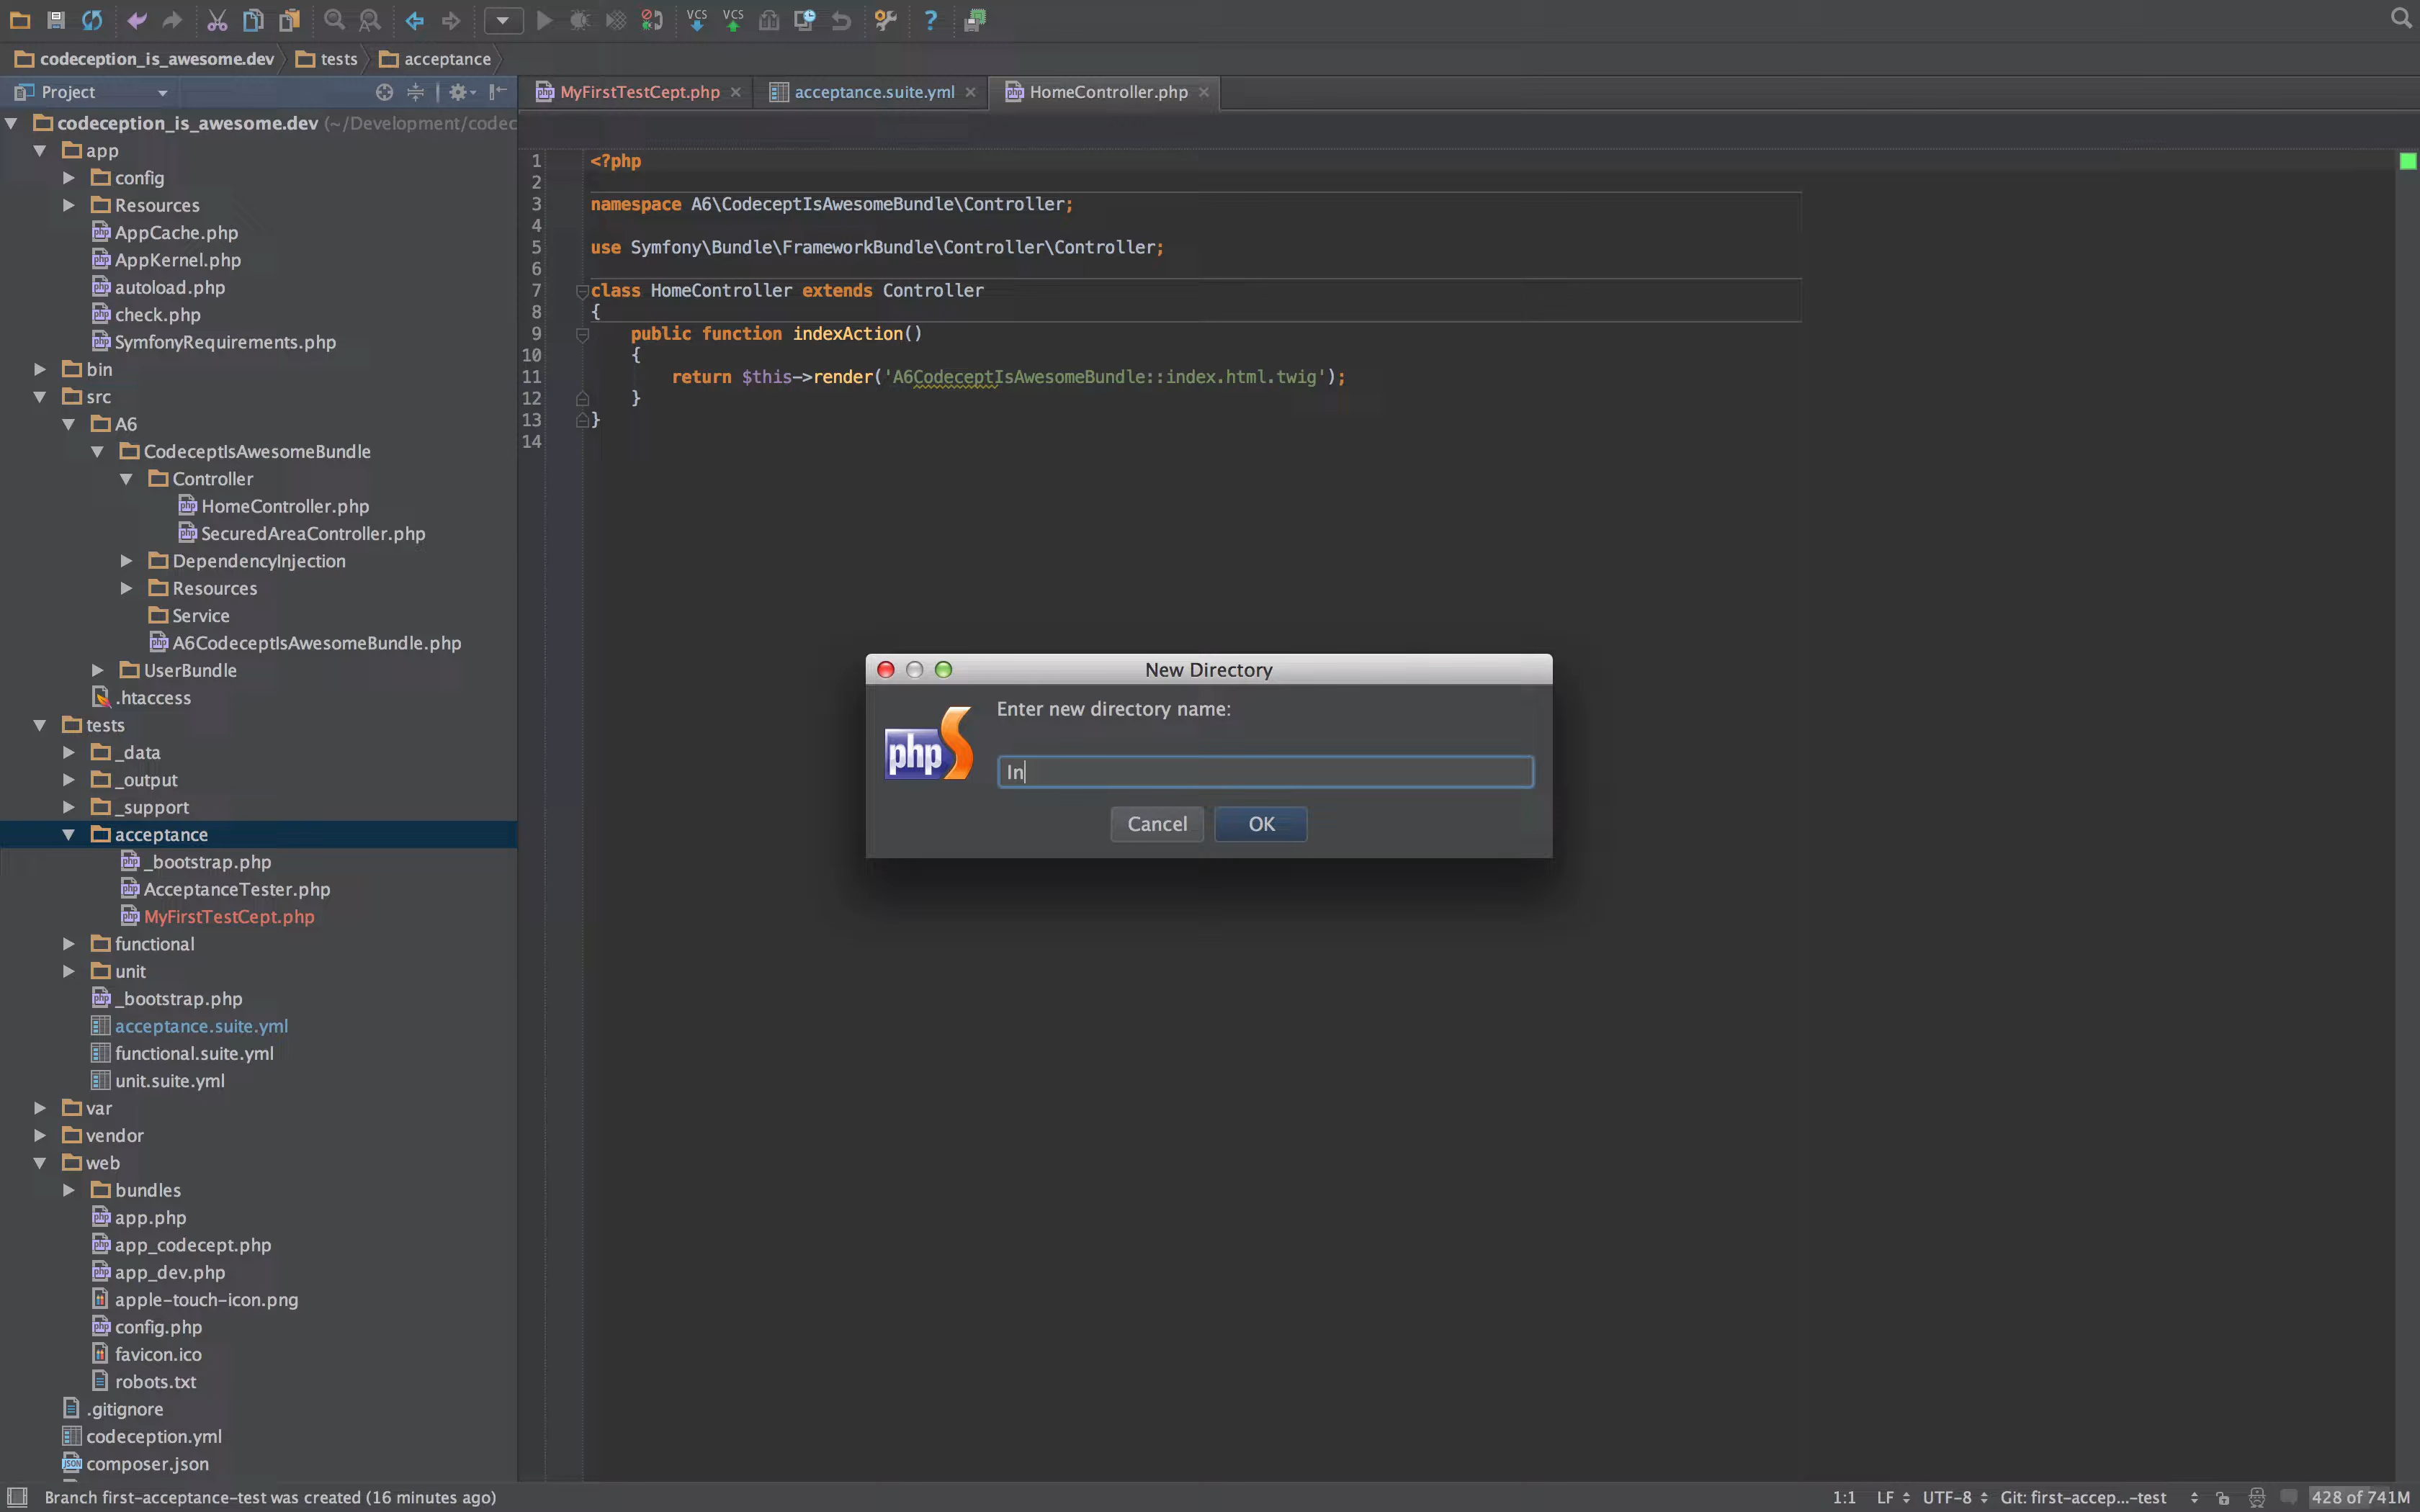 VCS VCS
codeception_is_awesome.dev tests acceptance
Project
MyFirstTestCept.php acceptance.suite.yml HomeController.php
codeception_is_awesome.dev (~/Development/codec
app
config
Resources
AppCache.php
AppKernel.php
autoload.php
check.php
SymfonyRequirements.php
bin
src
A6
CodeceptIsAwesomeBundle
Controller
HomeController.php
SecuredAreaController.php
DependencyInjection
Resources
Service
A6CodeceptIsAwesomeBundle.php
UserBundle
.htaccess
tests
_data
_output
_support
acceptance
_bootstrap.php
AcceptanceTester.php
MyFirstTestCept.php
functional
unit
_bootstrap.php
acceptance.suite.yml
functional.suite.yml
unit.suite.yml
var
vendor
web
bundles
app.php
app_codecept.php
app_dev.php
apple-touch-icon.png
config.php
favicon.ico
robots.txt
.gitignore
codeception.yml
composer.json
1 <?php
2
3 namespace A6\CodeceptIsAwesomeBundle\Controller;
4
5 use Symfony\Bundle\FrameworkBundle\Controller\Controller;
6
7 class HomeController extends Controller
8 {
9 public function indexAction()
10 {
11 return $this->render('A6CodeceptIsAwesomeBundle::index.html.twig');
12 }
13 }
14
New Directory
Enter new directory name:
phpS
In
Cancel OK
Branch first-acceptance-test was created (16 minutes ago)
1:1 LF UTF-8 Git: first-accep...-test 428 of 741M